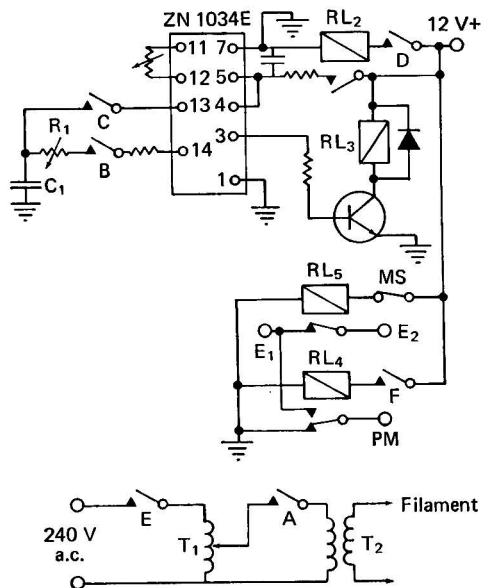 ZN 1034E
RL2
12 V+
11
7
D
12
5
13
4
C
R1
3
RL3
14
B
C1
1
RL5
MS
E1
E2
RL4
F
PM
E
A
Filament
240 V
a.c.
T1
T2